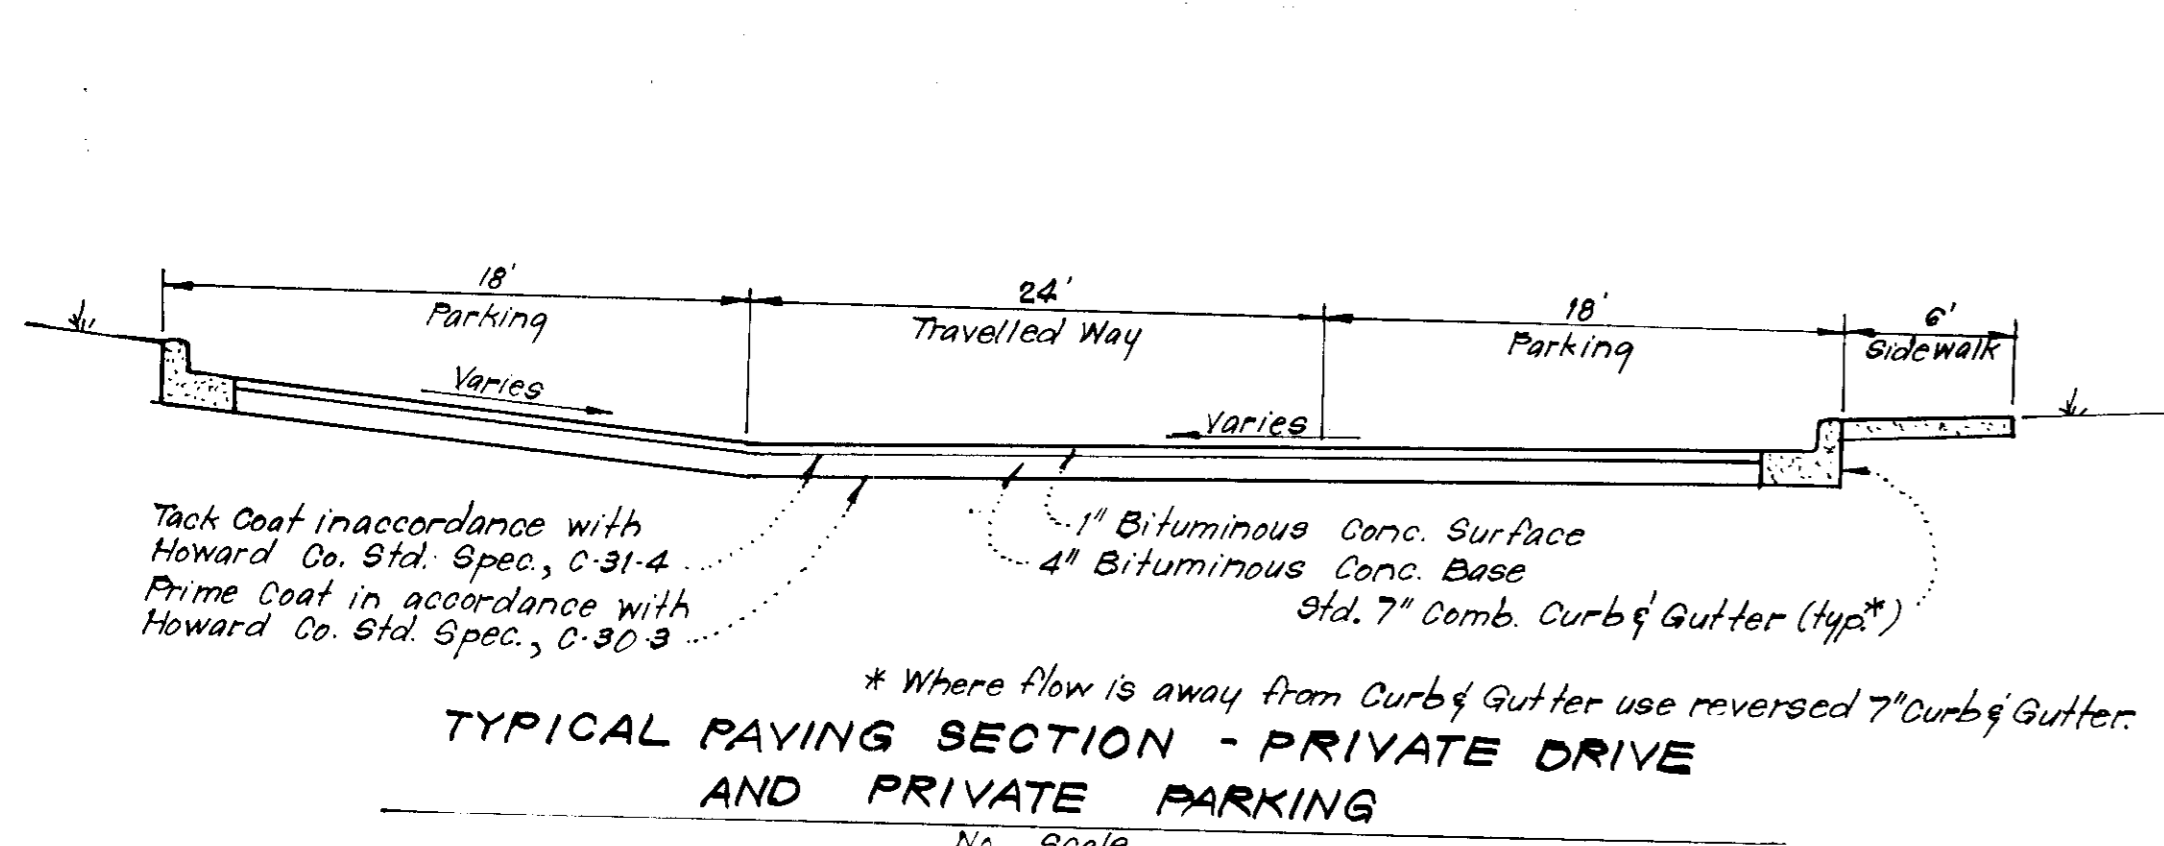 18'
24'
18'
6'
Parking
Travelled Way
Parking
Sidewalk
Varies
Varies
Tack Coat inaccordance with
Howard Co. Std. Spec., C-31-4
Prime Coat in accordance with
Howard Co. Std. Spec., C-30-3
1" Bituminous Conc. Surface
4" Bituminous Conc. Base
Std. 7" Comb. Curb & Gutter (typ.*)
* Where flow is away from Curb & Gutter use reversed 7" Curb & Gutter.
TYPICAL PAVING SECTION - PRIVATE DRIVE
AND PRIVATE PARKING
No Scale